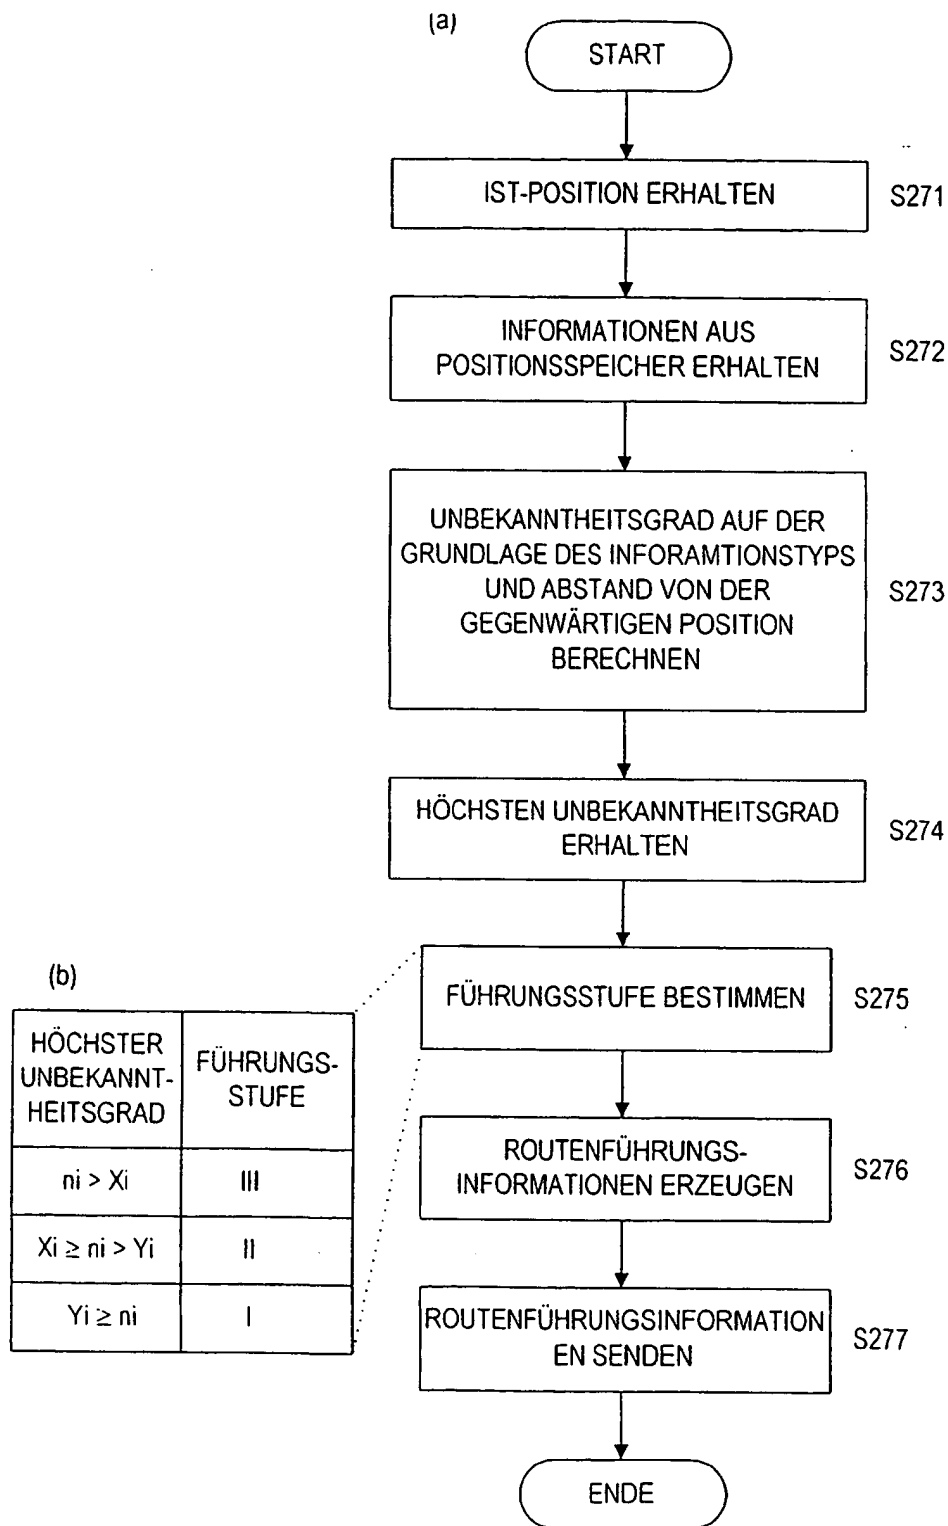 (a)
START
IST-POSITION ERHALTEN
S271
INFORMATIONEN AUS
POSITIONSSPEICHER ERHALTEN
S272
UNBEKANNTHEITSGRAD AUF DER
GRUNDLAGE DES INFORAMTIONSTYPS
UND ABSTAND VON DER
GEGENWÄRTIGEN POSITION
BERECHNEN
S273
HÖCHSTEN UNBEKANNTHEITSGRAD
ERHALTEN
S274
FÜHRUNGSSTUFE BESTIMMEN
S275
ROUTENFÜHRUNGS-
INFORMATIONEN ERZEUGEN
S276
ROUTENFÜHRUNGSINFORMATION
EN SENDEN
S277
ENDE
(b)
HÖCHSTER
UNBEKANNT-
HEITSGRAD
FÜHRUNGS-
STUFE
ni > Xi
III
Xi ≥ ni > Yi
II
Yi ≥ ni
I